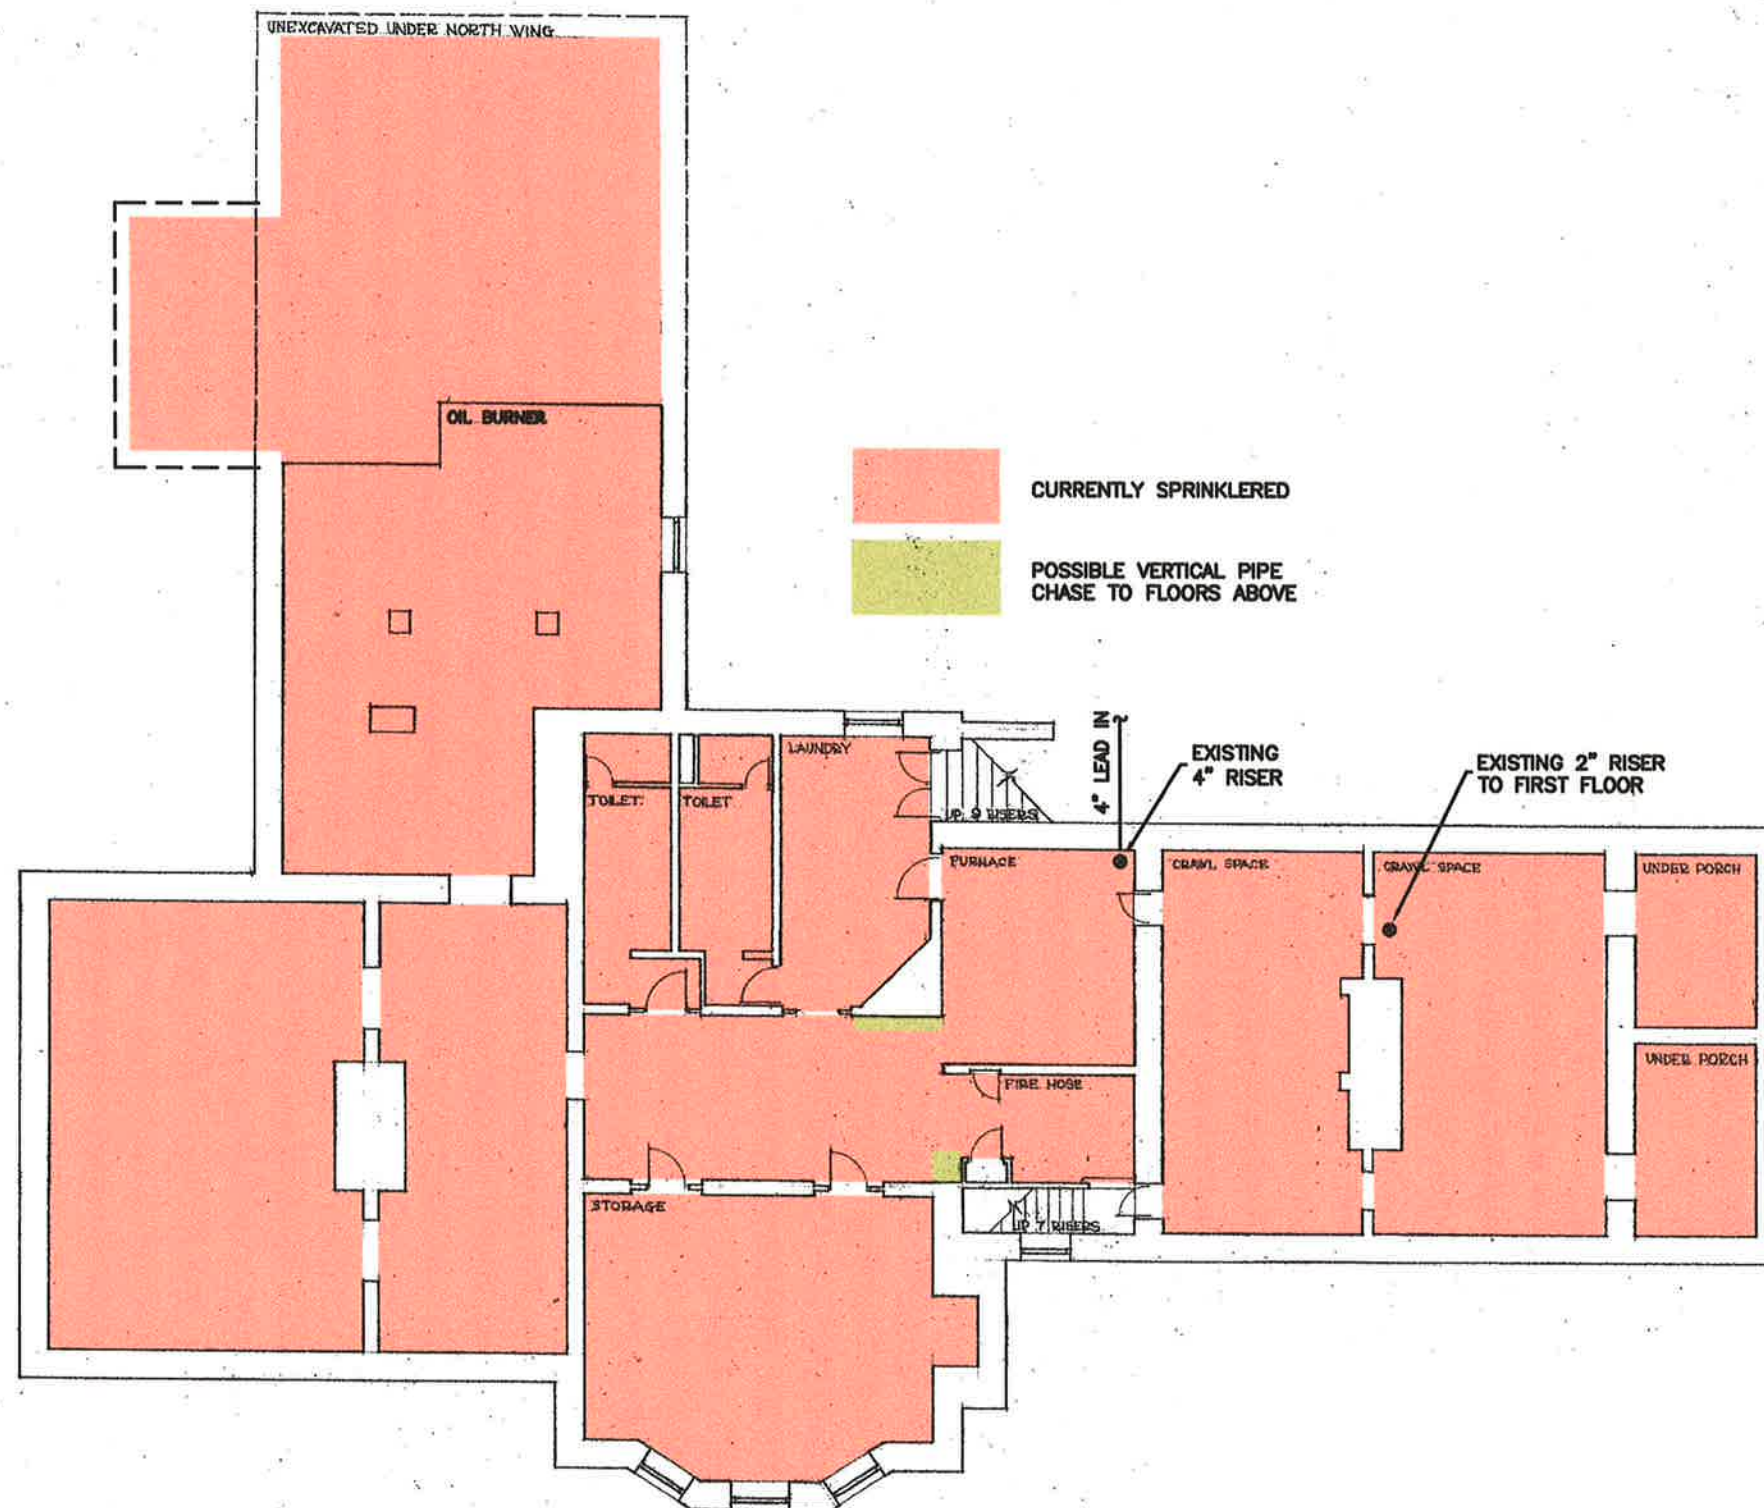 UNEXCAVATED UNDER NORTH WING
OIL BURNER
CURRENTLY SPRINKLERED
POSSIBLE VERTICAL PIPE
CHASE TO FLOORS ABOVE
4" LEAD IN
EXISTING
4" RISER
EXISTING 2" RISER
TO FIRST FLOOR
LAUNDRY
TOILET
TOILET
UP 9 RISERS
FURNACE
CRAWL SPACE
CRAWL SPACE
UNDER PORCH
UNDER PORCH
FIRE HOSE
STORAGE
UP 7 RISERS